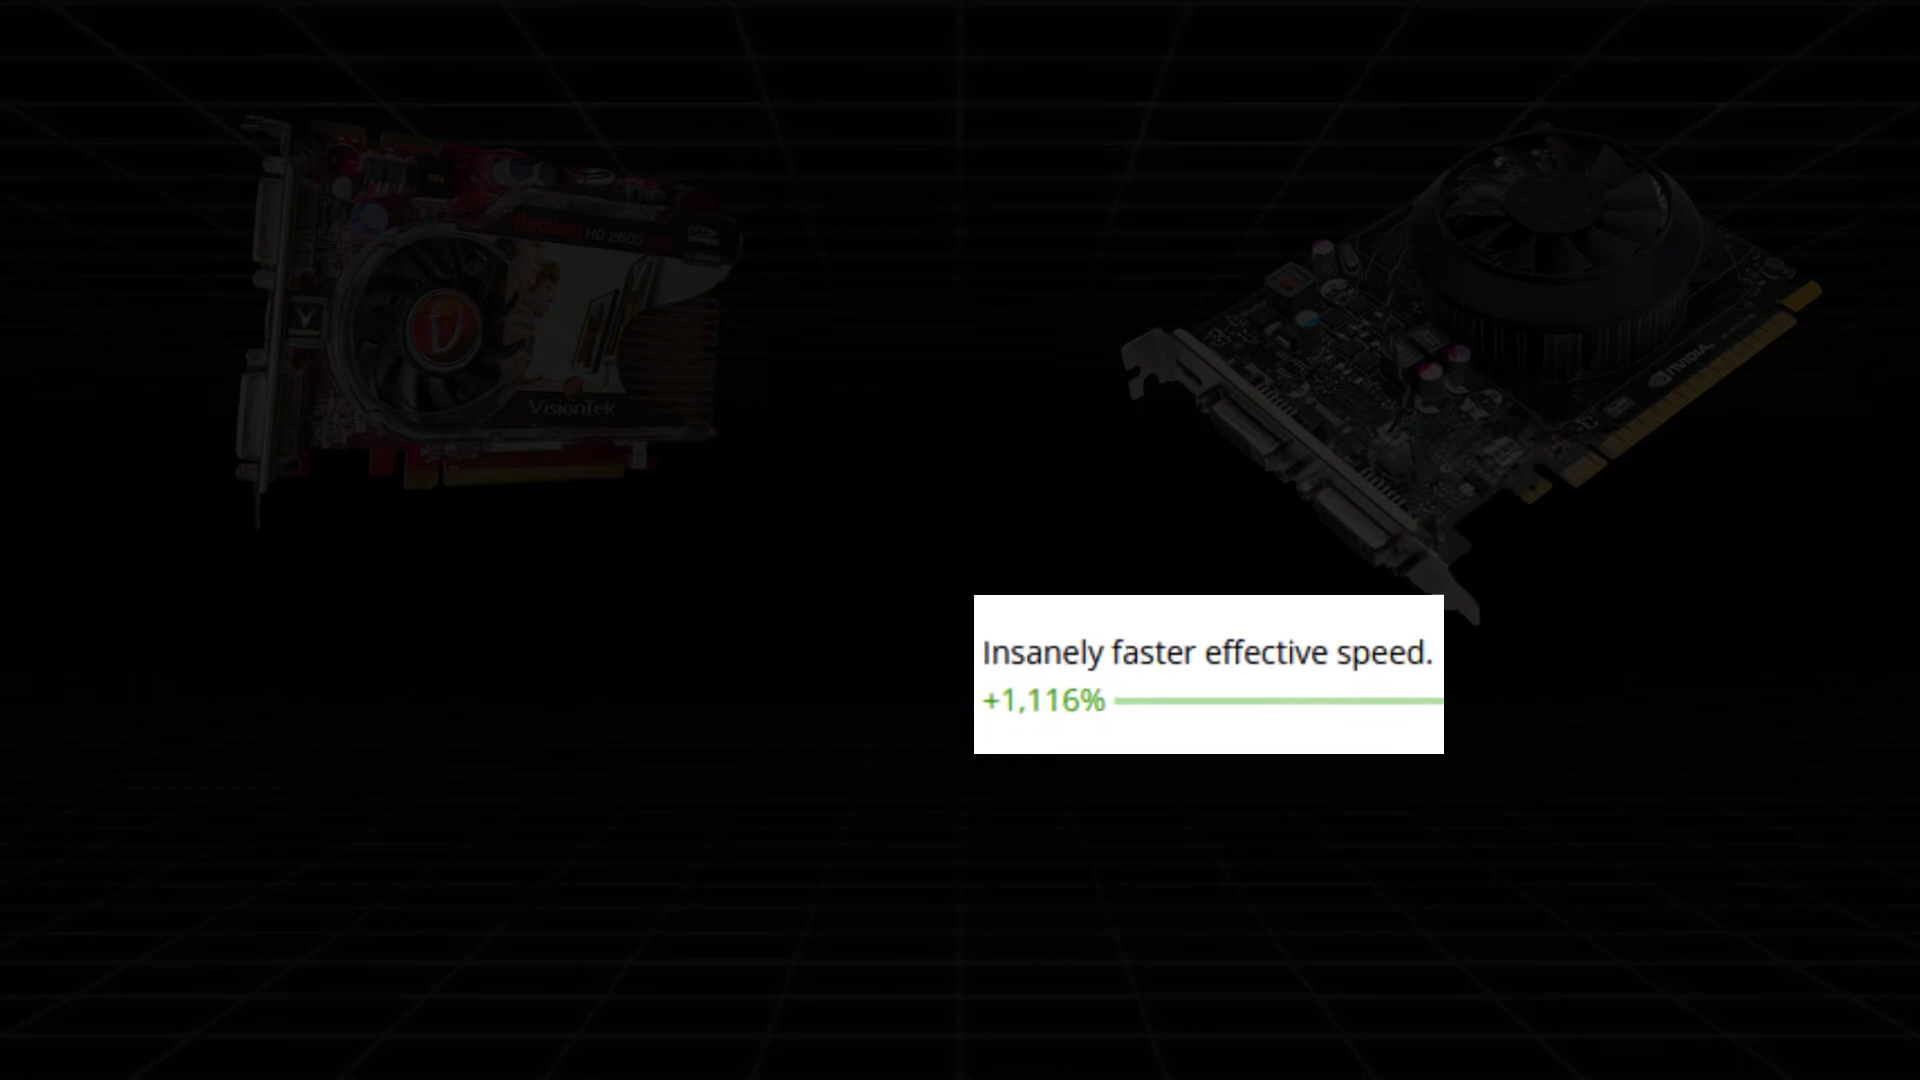 Radeon HD 2600
VisionTek
NVIDIA
Insanely faster effective speed.
+1,116%